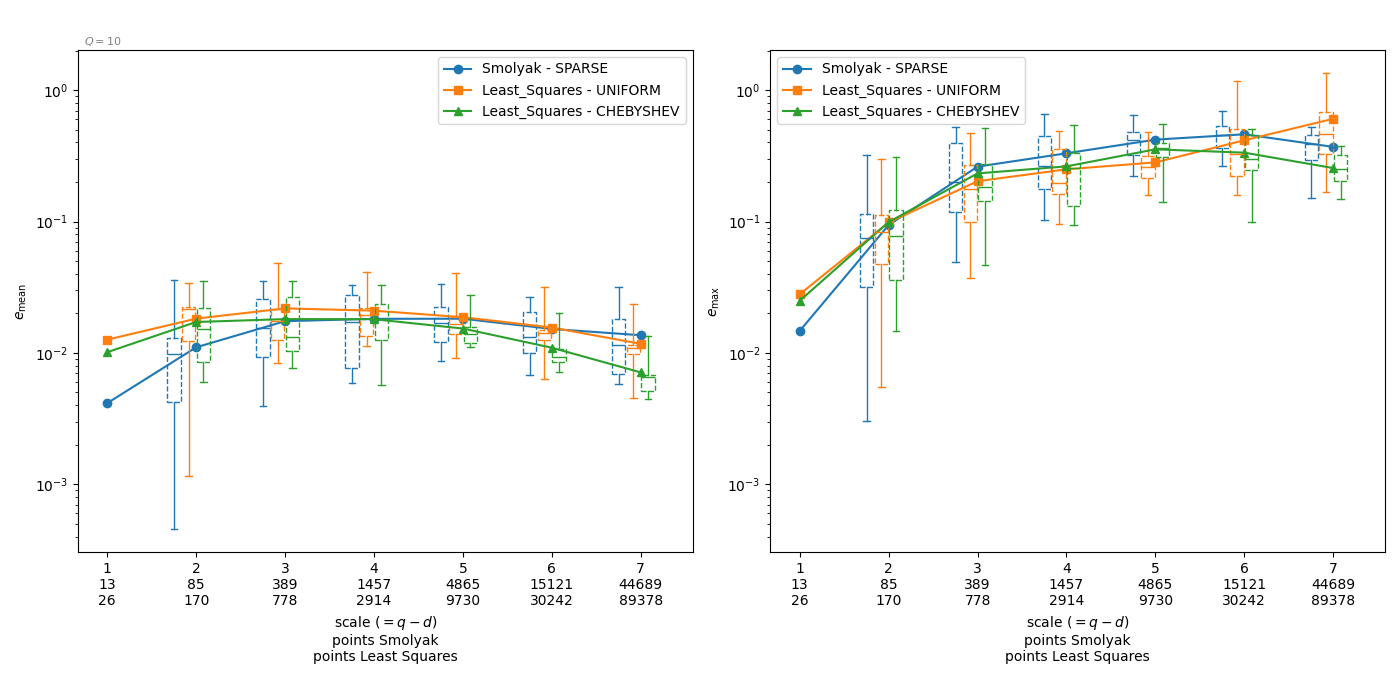 Q = 10
Smolyak - SPARSE
Least_Squares - UNIFORM
Least_Squares - CHEBYSHEV
10⁰
10⁻¹
10⁻²
10⁻³
e_mean
1 2 3 4 5 6 7
13 85 389 1457 4865 15121 44689
26 170 778 2914 9730 30242 89378
scale (= q − d)
points Smolyak
points Least Squares
Smolyak - SPARSE
Least_Squares - UNIFORM
Least_Squares - CHEBYSHEV
10⁰
10⁻¹
10⁻²
10⁻³
e_max
1 2 3 4 5 6 7
13 85 389 1457 4865 15121 44689
26 170 778 2914 9730 30242 89378
scale (= q − d)
points Smolyak
points Least Squares